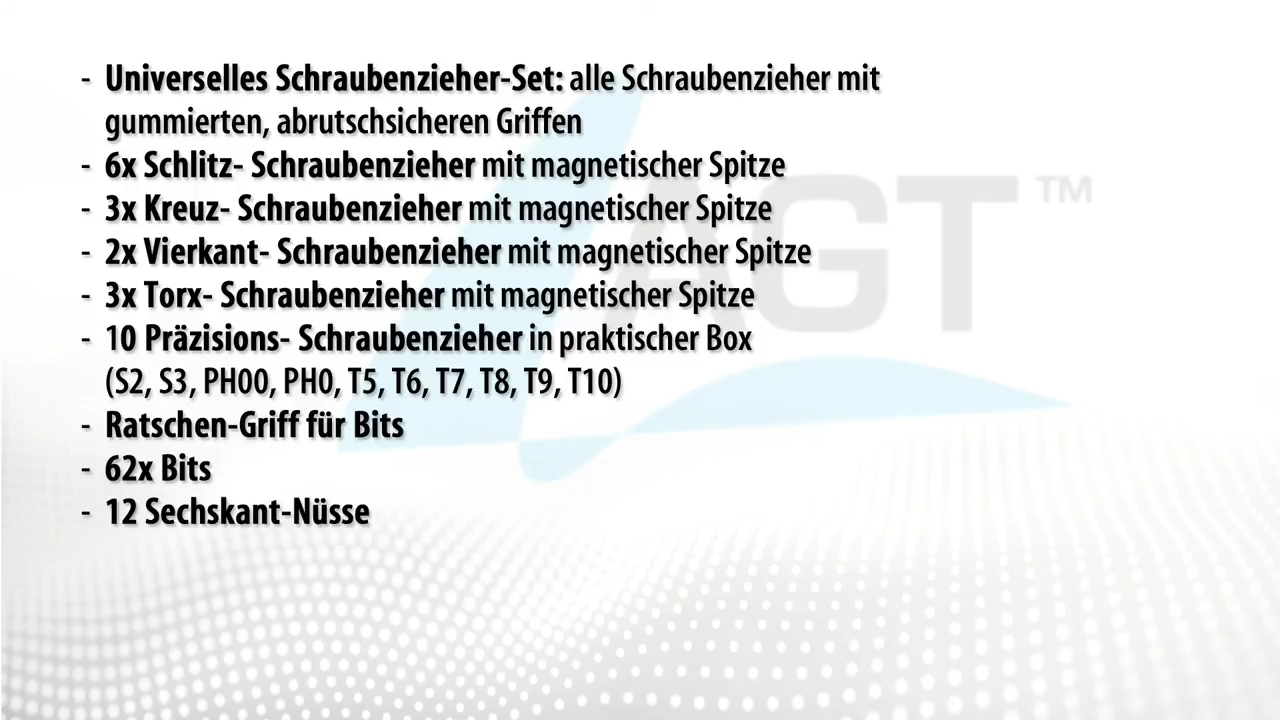 - Universelles Schraubenzieher-Set: alle Schraubenzieher mit
gummierten, abrutschsicheren Griffen
- 6x Schlitz- Schraubenzieher mit magnetischer Spitze
- 3x Kreuz- Schraubenzieher mit magnetischer Spitze
- 2x Vierkant- Schraubenzieher mit magnetischer Spitze
- 3x Torx- Schraubenzieher mit magnetischer Spitze
- 10 Präzisions- Schraubenzieher in praktischer Box
(S2, S3, PH00, PH0, T5, T6, T7, T8, T9, T10)
- Ratschen-Griff für Bits
- 62x Bits
- 12 Sechskant-Nüsse
AGT™